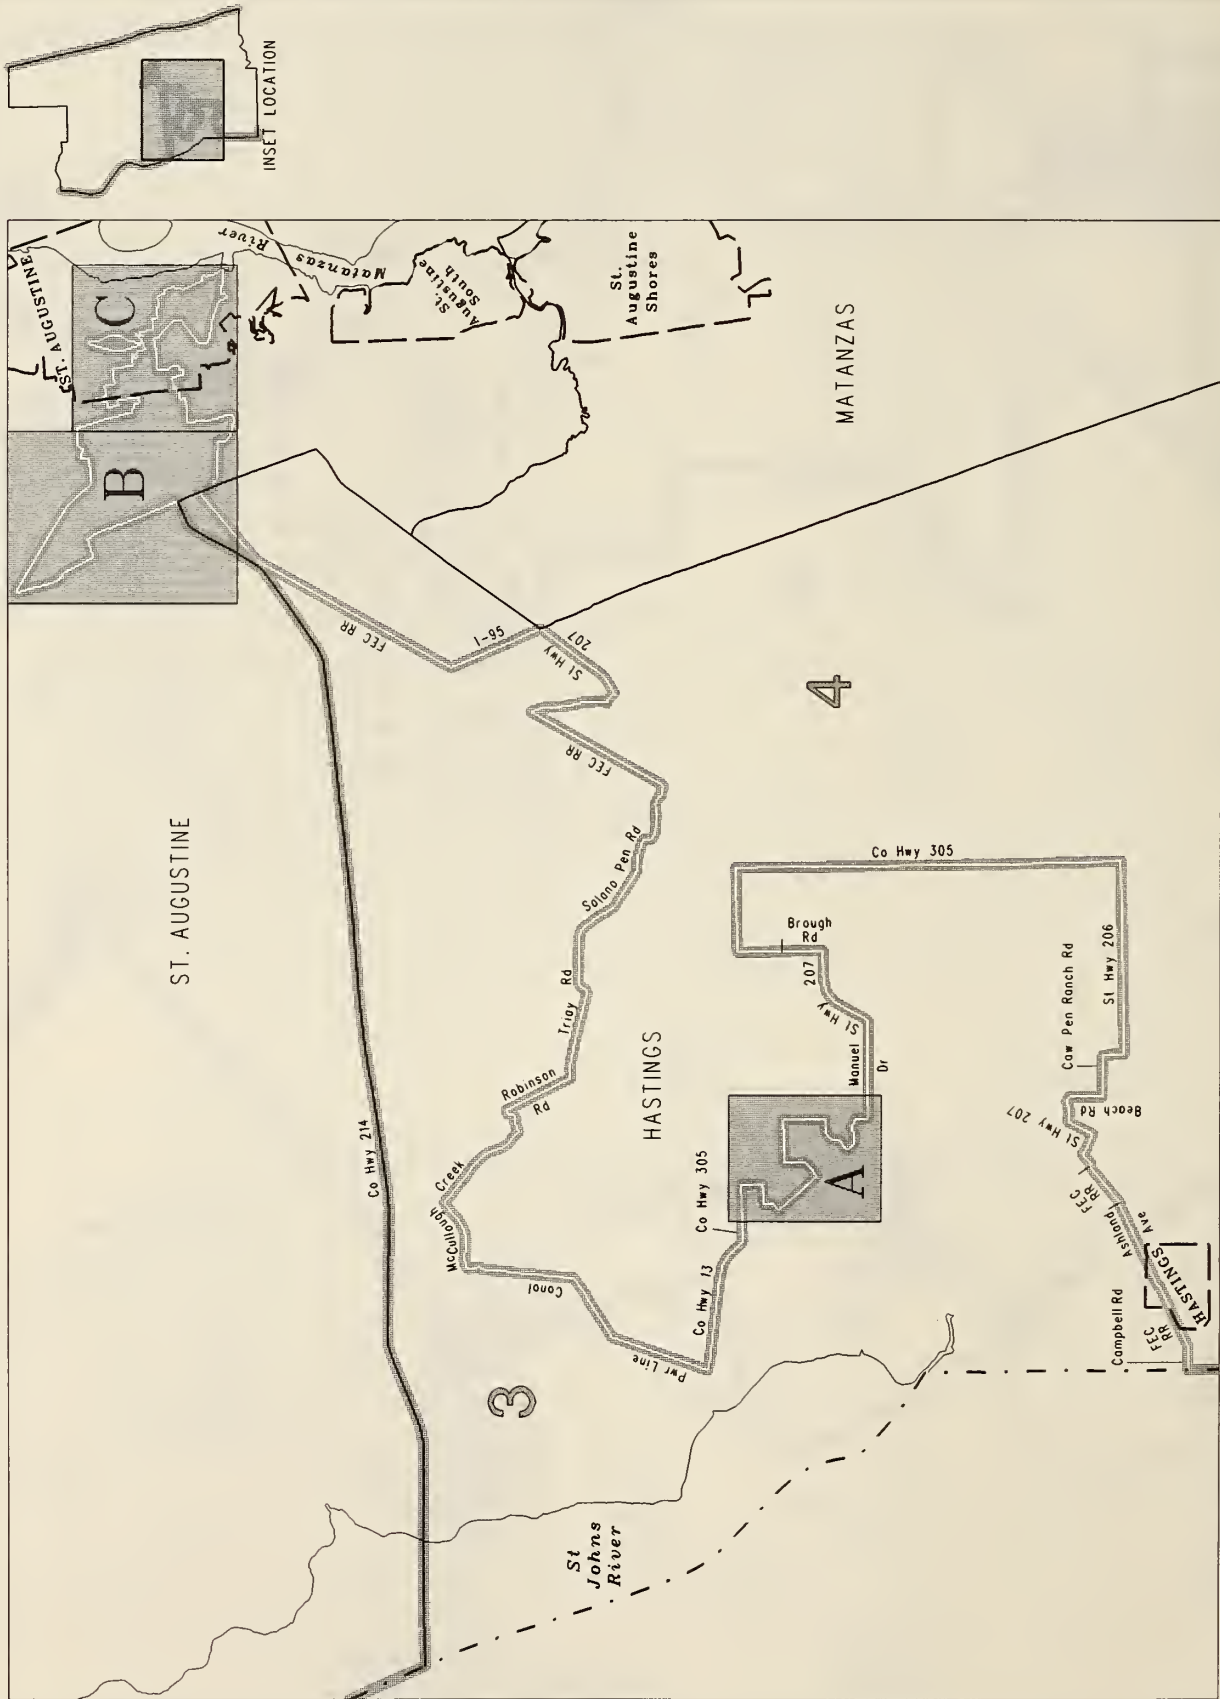 INSET LOCATION
ST. AUGUSTINE
C
B
River
Matanzas
St.
Augustine
South
St.
Augustine
Shores
MATANZAS
FEC RR
I-95
St Hwy
207
FEC RR
4
ST. AUGUSTINE
Co Hwy 214
Solano Pen Rd
Triay Rd
Robinson
Rd
McCullough Creek
Canal
Pwr Line
HASTINGS
Co Hwy 305
Brough
Rd
St Hwy 207
Manuel
Dr
A
Co Hwy 305
Co Hwy 13
3
St
Johns
River
St Hwy 206
Caw Pen Ranch Rd
Beach Rd
St Hwy 207
FEC
RR
Ashland Ave
HASTINGS
FEC
RR
Campbell Rd